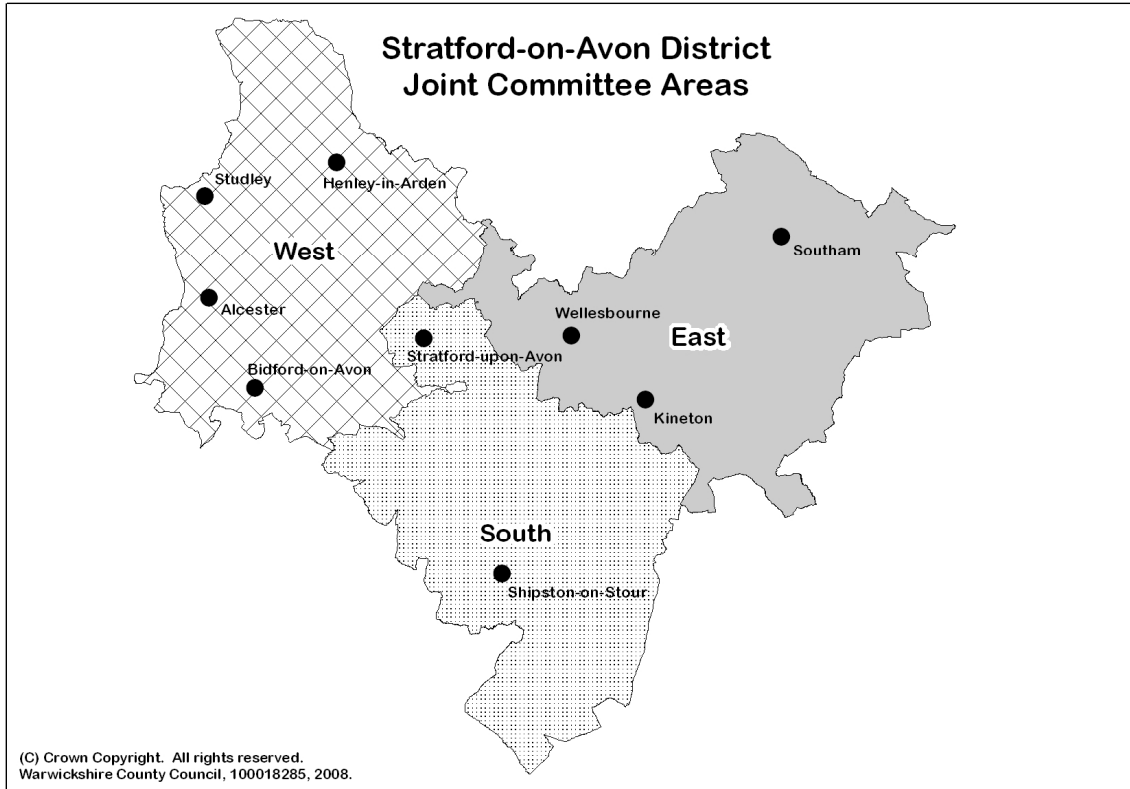 Stratford-on-Avon District
Joint Committee Areas
Studley
Henley-in-Arden
West
Southam
Alcester
Wellesbourne
East
Stratford-upon-Avon
Bidford-on-Avon
Kineton
South
Shipston-on-Stour
(C) Crown Copyright. All rights reserved.
Warwickshire County Council, 100018285, 2008.